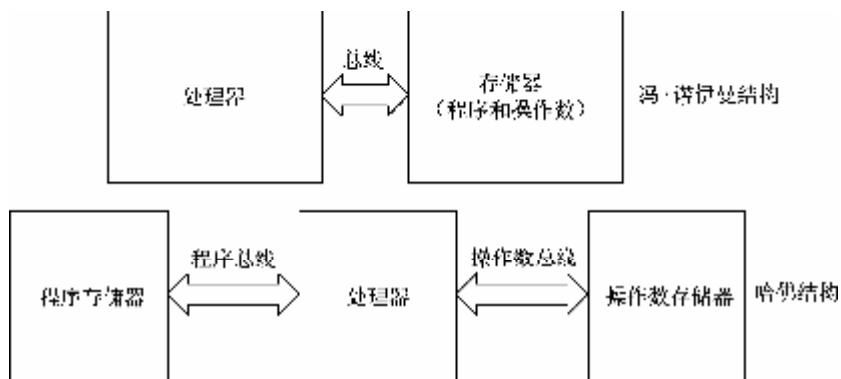 处理器
总线
存储器
（程序和操作数）
冯·诺伊曼结构
程序存储器
程序总线
处理器
操作数总线
操作数存储器
哈佛结构